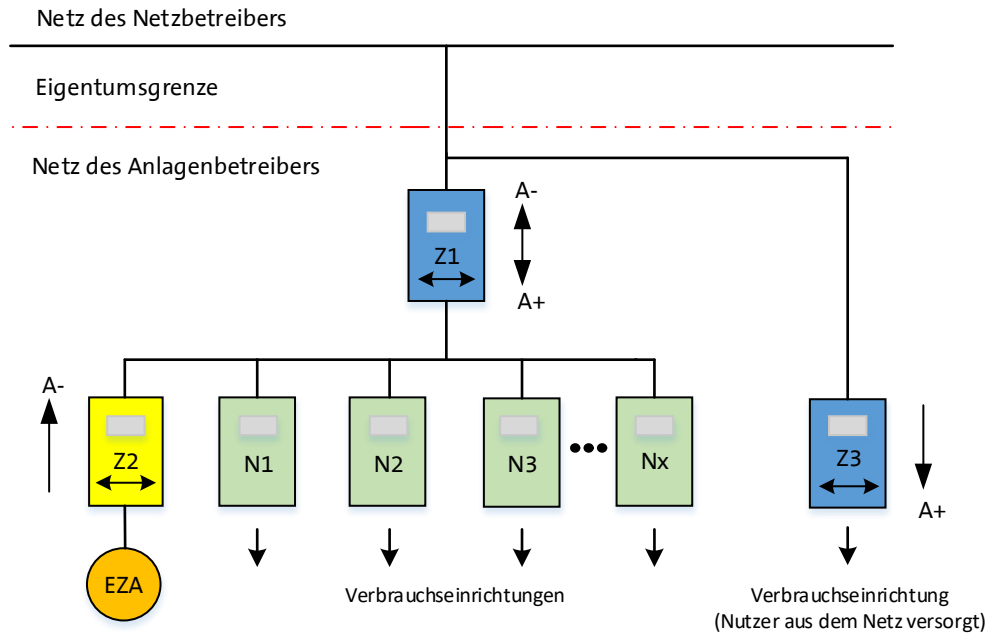 Netz des Netzbetreibers
Eigentumsgrenze
Netz des Anlagenbetreibers
A-
Z1
A+
A-
Z2
N1
N2
N3
Nx
Z3
A+
EZA
Verbrauchseinrichtungen
Verbrauchseinrichtung
(Nutzer aus dem Netz versorgt)